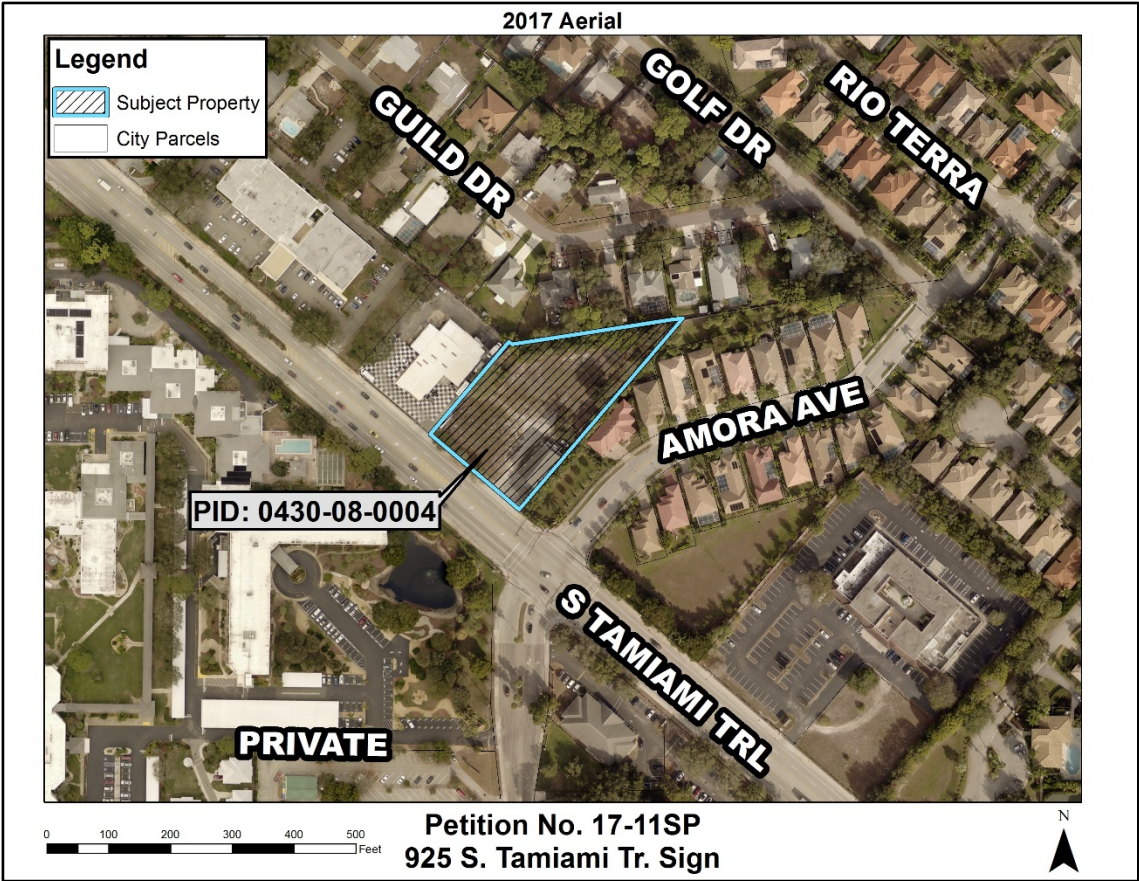 2017 Aerial
Legend
Subject Property
City Parcels
GUILD DR
GOLF DR
RIO TERRA
AMORA AVE
PID: 0430-08-0004
S TAMIAMI TRL
PRIVATE
0 100 200 300 400 500
Feet
Petition No. 17-11SP
925 S. Tamiami Tr. Sign
N